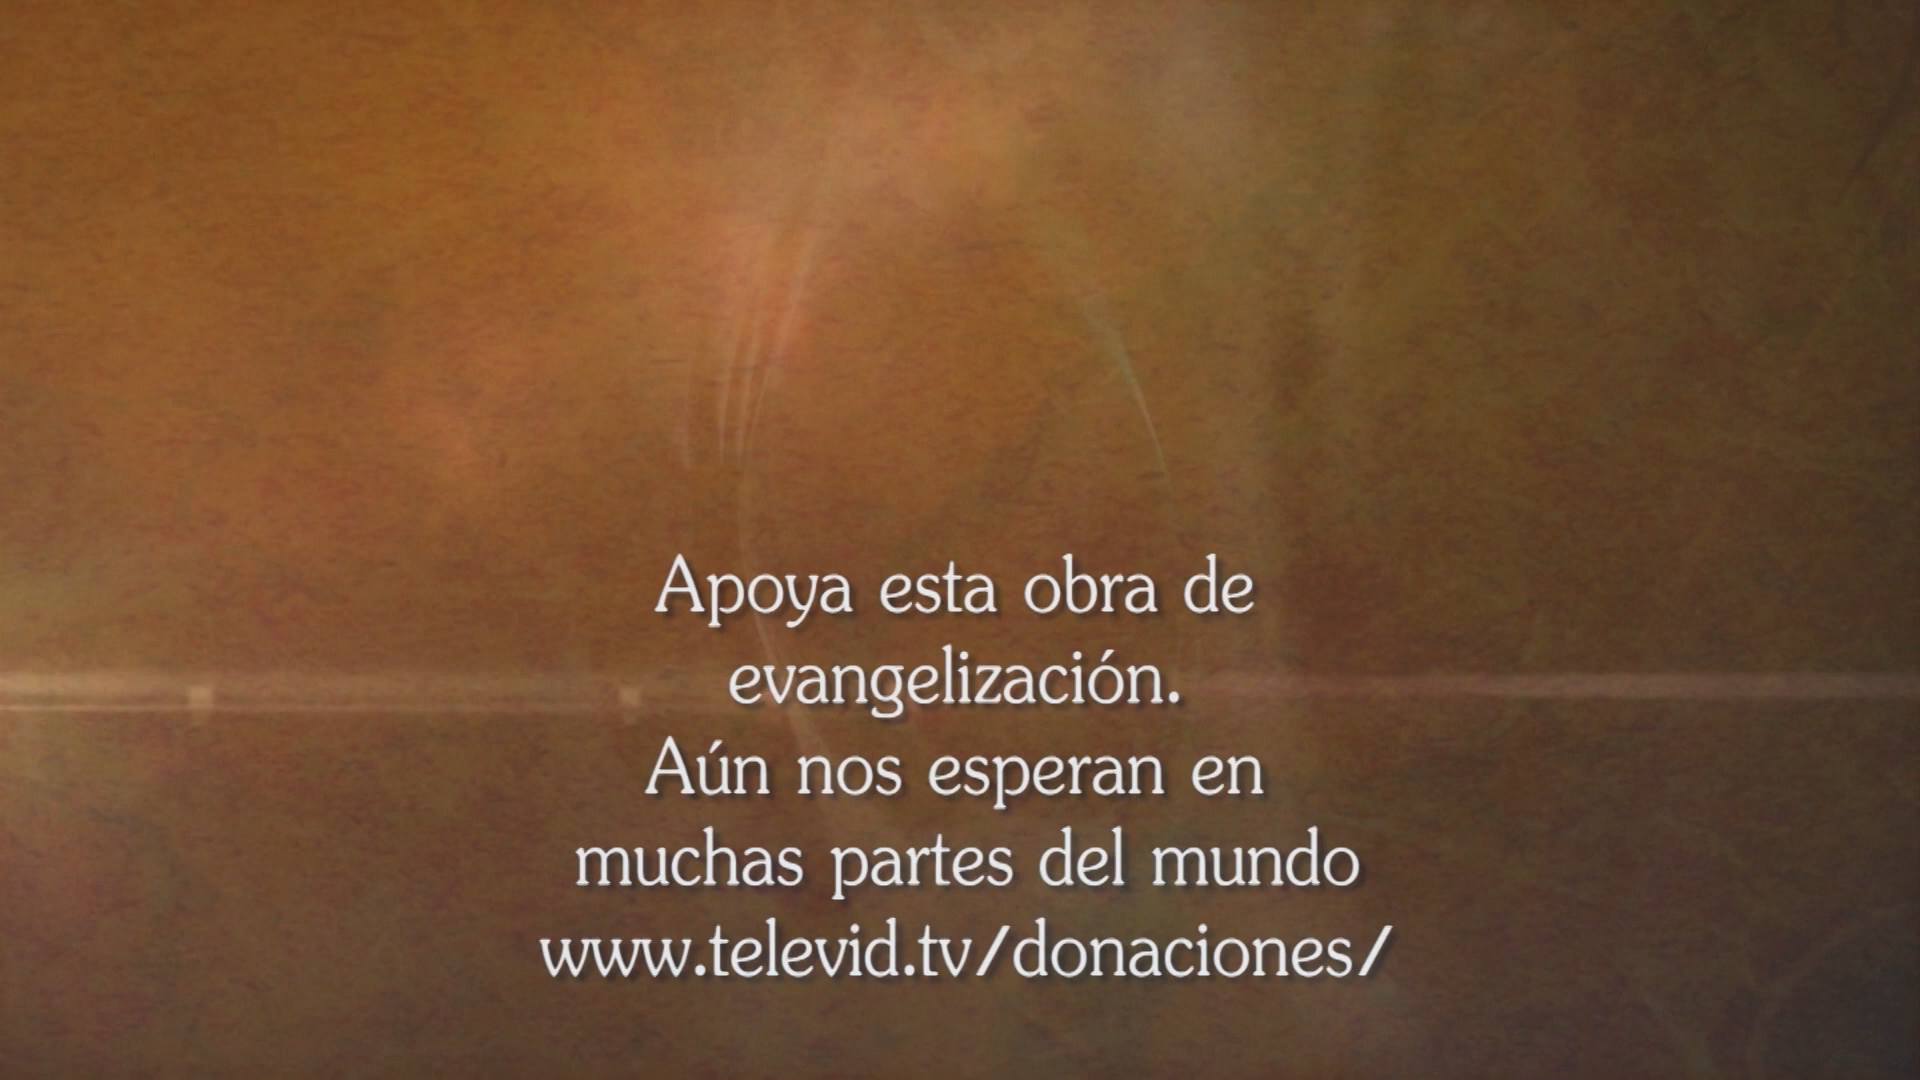 Apoya esta obra de
evangelización.
Aún nos esperan en
muchas partes del mundo
www.televid.tv/donaciones/